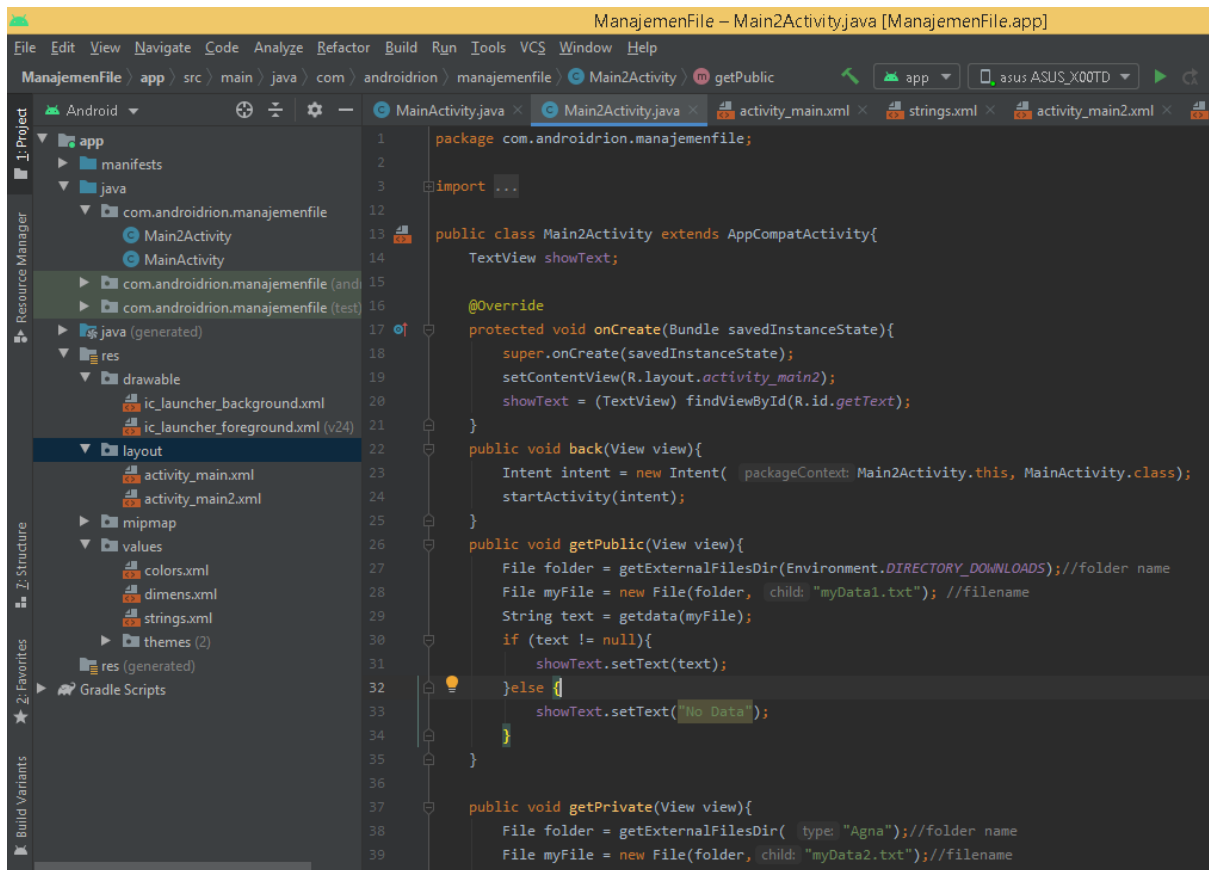 ManajemenFile – Main2Activity.java [ManajemenFile.app]
File Edit View Navigate Code Analyze Refactor Build Run Tools VCS Window Help
ManajemenFile app src main java com androidrion manajemenfile Main2Activity getPublic app asus ASUS_X00TD
Android
MainActivity.java Main2Activity.java activity_main.xml strings.xml activity_main2.xml
1: Project
Resource Manager
7: Structure
2: Favorites
Build Variants
app
manifests
java
com.androidrion.manajemenfile
Main2Activity
MainActivity
com.androidrion.manajemenfile (and
com.androidrion.manajemenfile (test)
java (generated)
res
drawable
ic_launcher_background.xml
ic_launcher_foreground.xml (v24)
layout
activity_main.xml
activity_main2.xml
mipmap
values
colors.xml
dimens.xml
strings.xml
themes (2)
res (generated)
Gradle Scripts
1 package com.androidrion.manajemenfile;
2
3 import ...
12
13 public class Main2Activity extends AppCompatActivity{
14 TextView showText;
15
16 @Override
17 protected void onCreate(Bundle savedInstanceState){
18 super.onCreate(savedInstanceState);
19 setContentView(R.layout.activity_main2);
20 showText = (TextView) findViewById(R.id.getText);
21 }
22 public void back(View view){
23 Intent intent = new Intent( packageContext: Main2Activity.this, MainActivity.class);
24 startActivity(intent);
25 }
26 public void getPublic(View view){
27 File folder = getExternalFilesDir(Environment.DIRECTORY_DOWNLOADS);//folder name
28 File myFile = new File(folder, child: "myData1.txt"); //filename
29 String text = getdata(myFile);
30 if (text != null){
31 showText.setText(text);
32 }else {
33 showText.setText("No Data");
34 }
35 }
36
37 public void getPrivate(View view){
38 File folder = getExternalFilesDir( type: "Agna");//folder name
39 File myFile = new File(folder, child: "myData2.txt");//filename